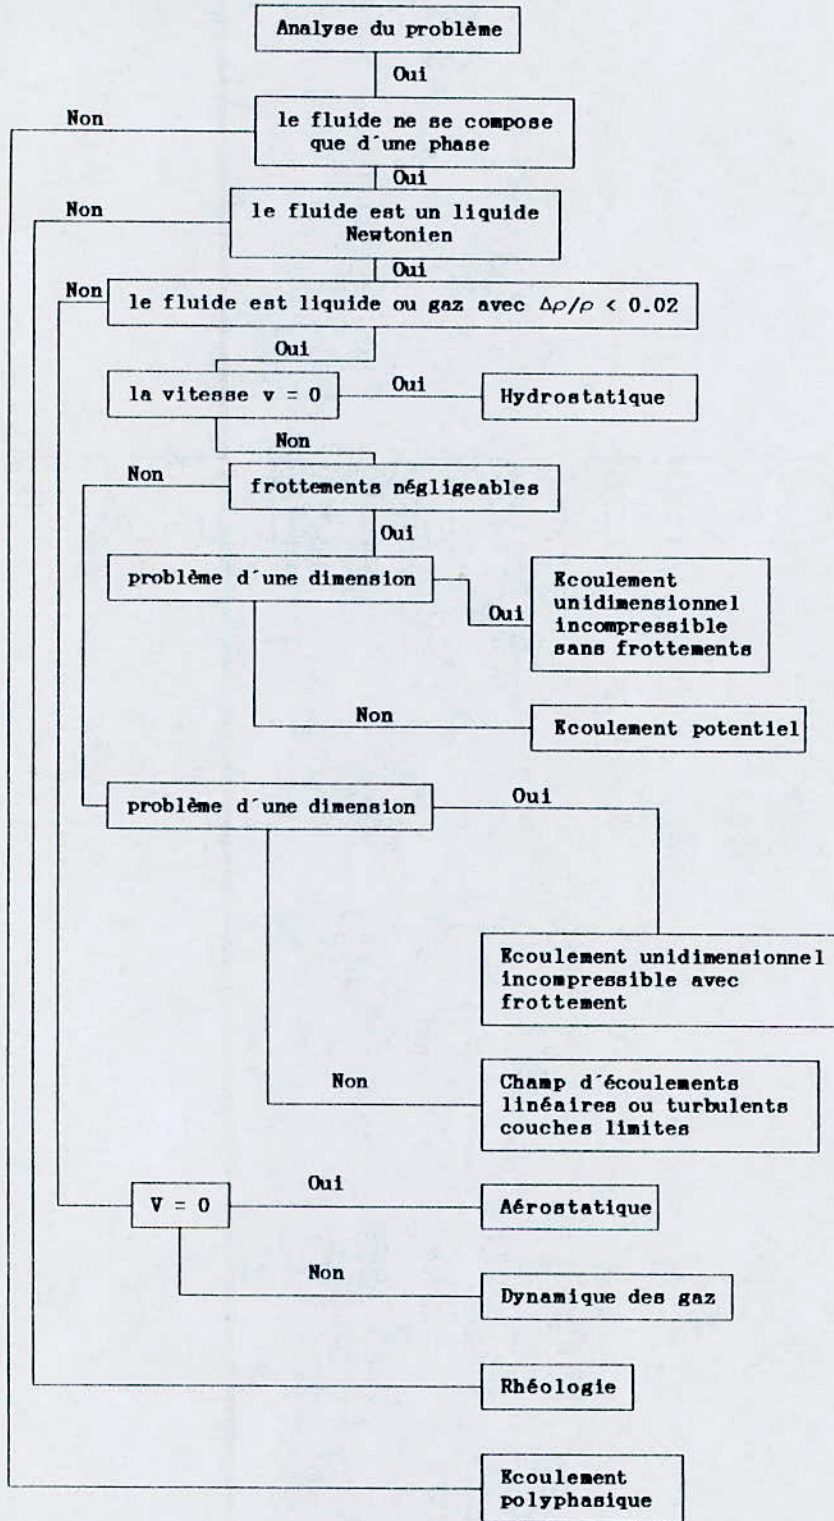 Analyse du problème
Oui
Non
le fluide ne se compose
que d'une phase
Oui
Non
le fluide est un liquide
Newtonien
Oui
Non
le fluide est liquide ou gaz avec Δρ/ρ < 0.02
Oui
la vitesse v = 0
Oui
Hydrostatique
Non
Non
frottements négligeables
Oui
problème d'une dimension
Oui
Ecoulement
unidimensionnel
incompressible
sans frottements
Non
Ecoulement potentiel
problème d'une dimension
Oui
Ecoulement unidimensionnel
incompressible avec
frottement
Non
Champ d'écoulements
linéaires ou turbulents
couches limites
V = 0
Oui
Aérostatique
Non
Dynamique des gaz
Rhéologie
Ecoulement
polyphasique